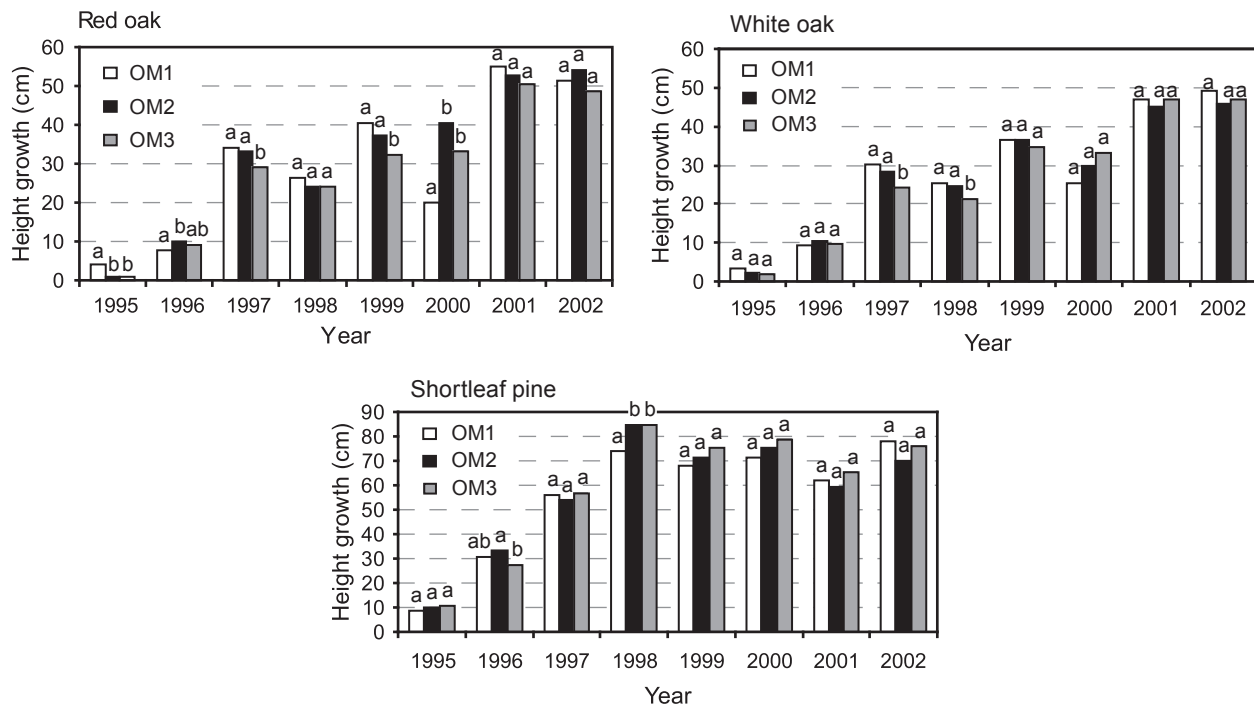 Red oak
Height growth (cm)
60
50
40
30
20
10
0
OM1
OM2
OM3
a b b
a b ab
a a b
a a a
a a b
a b b
a a a
a a a
1995 1996 1997 1998 1999 2000 2001 2002
Year
White oak
Height growth (cm)
60
50
40
30
20
10
0
OM1
OM2
OM3
a a a
a a a
a a b
a a b
a a a
a a a
a aa
a aa
1995 1996 1997 1998 1999 2000 2001 2002
Year
Shortleaf pine
Height growth (cm)
90
80
70
60
50
40
30
20
10
0
OM1
OM2
OM3
a a a
ab a b
a a a
a b b
a a a
a a a
a a a
a a a
1995 1996 1997 1998 1999 2000 2001 2002
Year